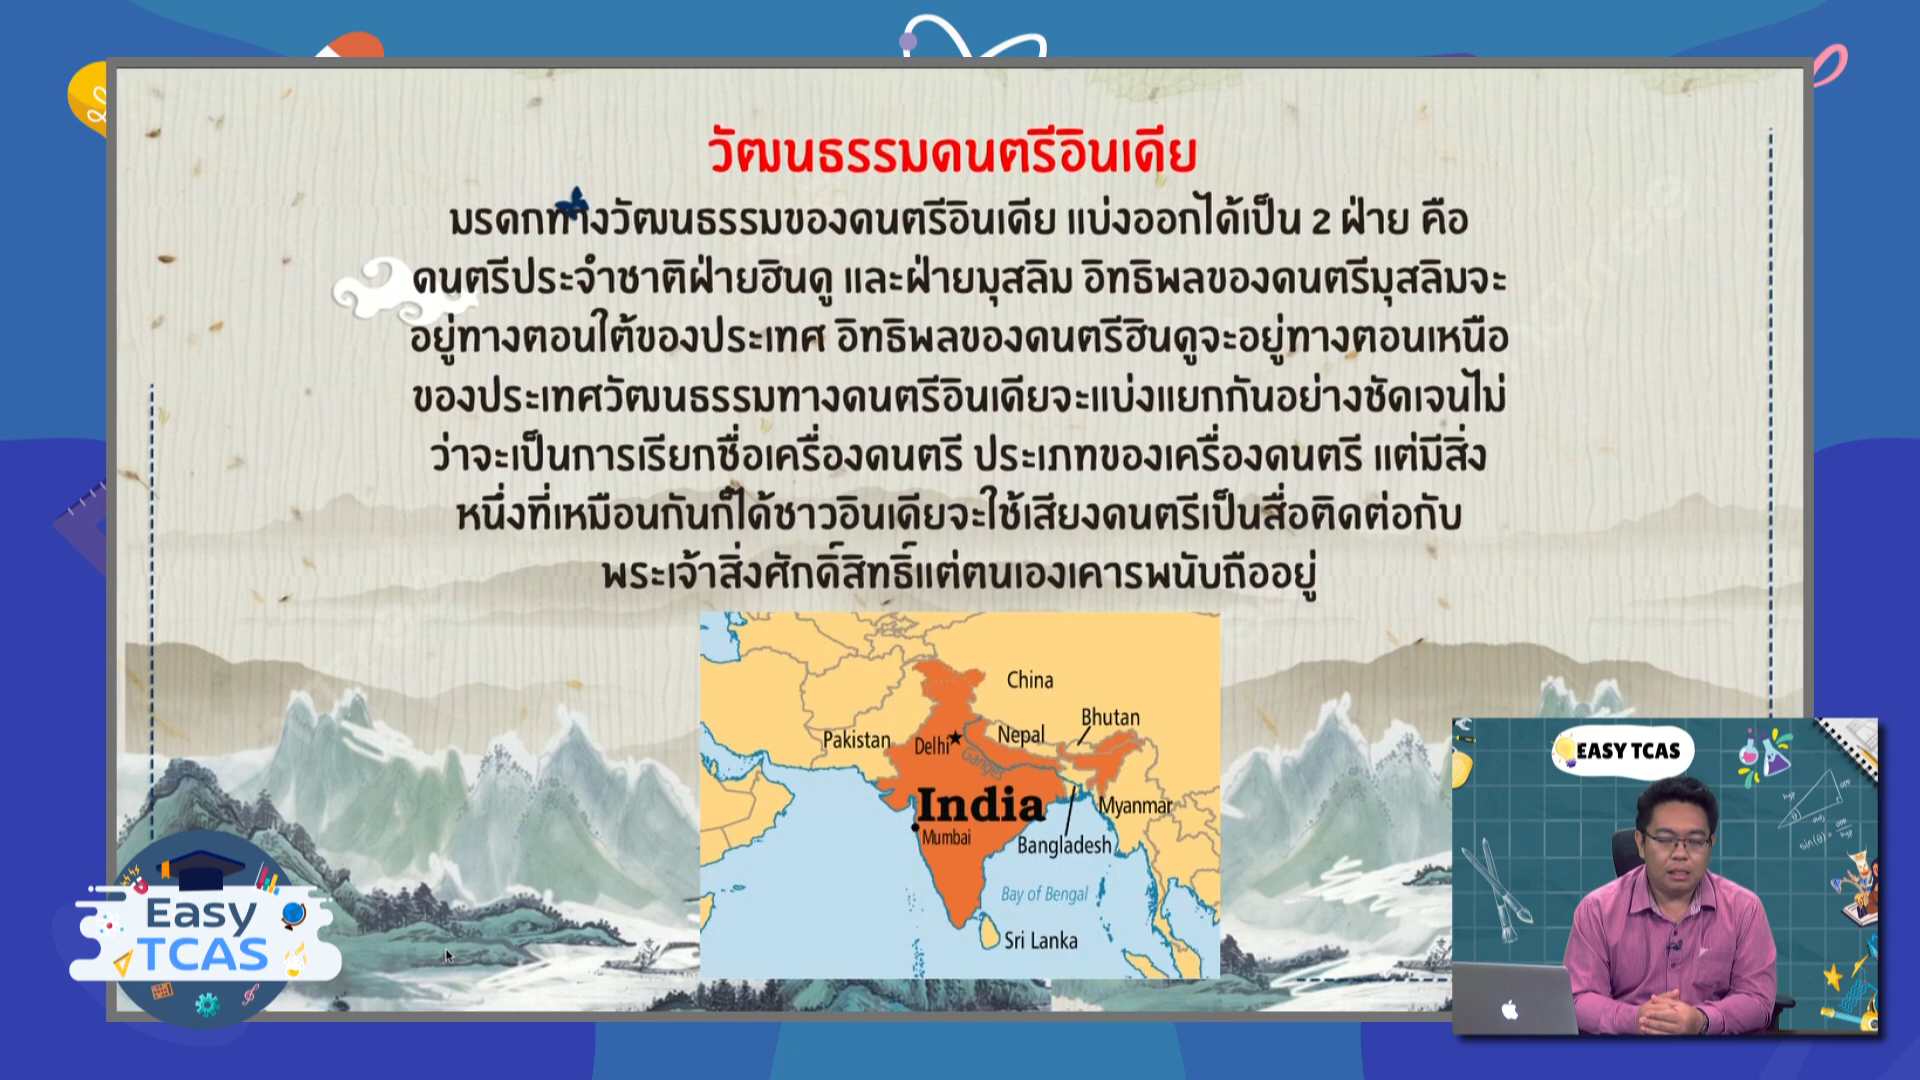 วัฒนธรรมดนตรีอินเดีย
มรดกทางวัฒนธรรมของดนตรีอินเดีย แบ่งออกได้เป็น 2 ฝ่าย คือ
ดนตรีประจำชาติฝ่ายฮินดู และฝ่ายมุสลิม อิทธิพลของดนตรีมุสลิมจะ
อยู่ทางตอนใต้ของประเทศ อิทธิพลของดนตรีฮินดูจะอยู่ทางตอนเหนือ
ของประเทศวัฒนธรรมทางดนตรีอินเดียจะแบ่งแยกกันอย่างชัดเจนไม่
ว่าจะเป็นการเรียกชื่อเครื่องดนตรี ประเภทของเครื่องดนตรี แต่มีสิ่ง
หนึ่งที่เหมือนกันก็ได้ชาวอินเดียจะใช้เสียงดนตรีเป็นสื่อติดต่อกับ
พระเจ้าสิ่งศักดิ์สิทธิ์แต่ตนเองเคารพนับถืออยู่
China
Bhutan
Nepal
Pakistan
Delhi
Ganges
India
Myanmar
Mumbai
Bangladesh
Bay of Bengal
Sri Lanka
EASY TCAS
Easy
TCAS